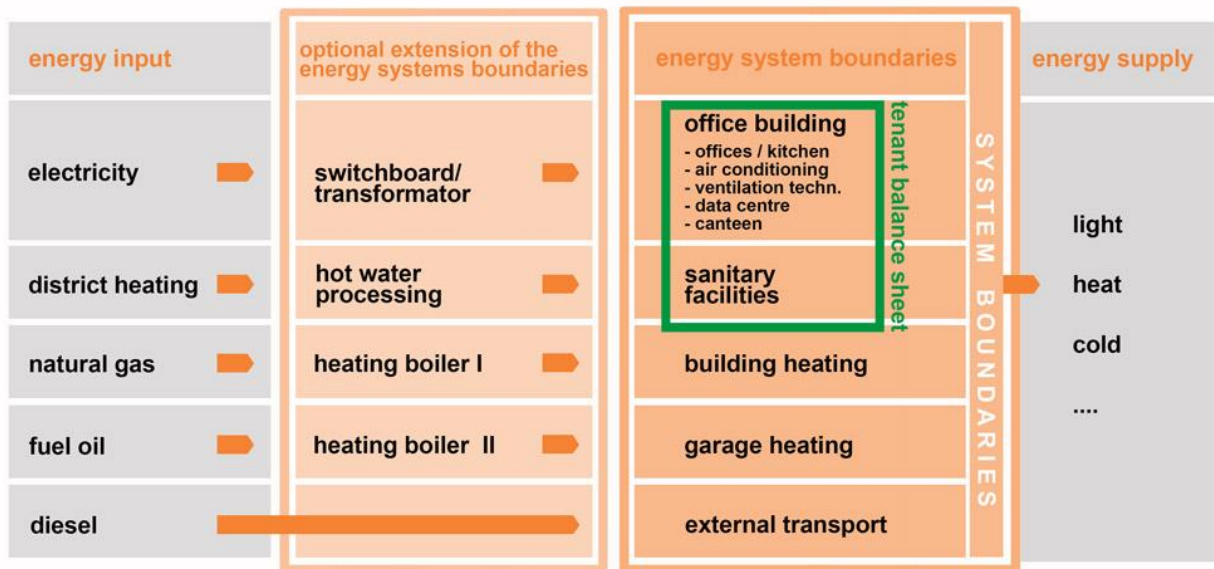 energy input
optional extension of the
energy systems boundaries
energy system boundaries
energy supply
electricity
switchboard/
transformator
office building
- offices / kitchen
- air conditioning
- ventilation techn.
- data centre
- canteen
tenant balance sheet
SYSTEM BOUNDARIES
district heating
hot water
processing
sanitary
facilities
natural gas
heating boiler I
building heating
fuel oil
heating boiler II
garage heating
diesel
external transport
light
heat
cold
....